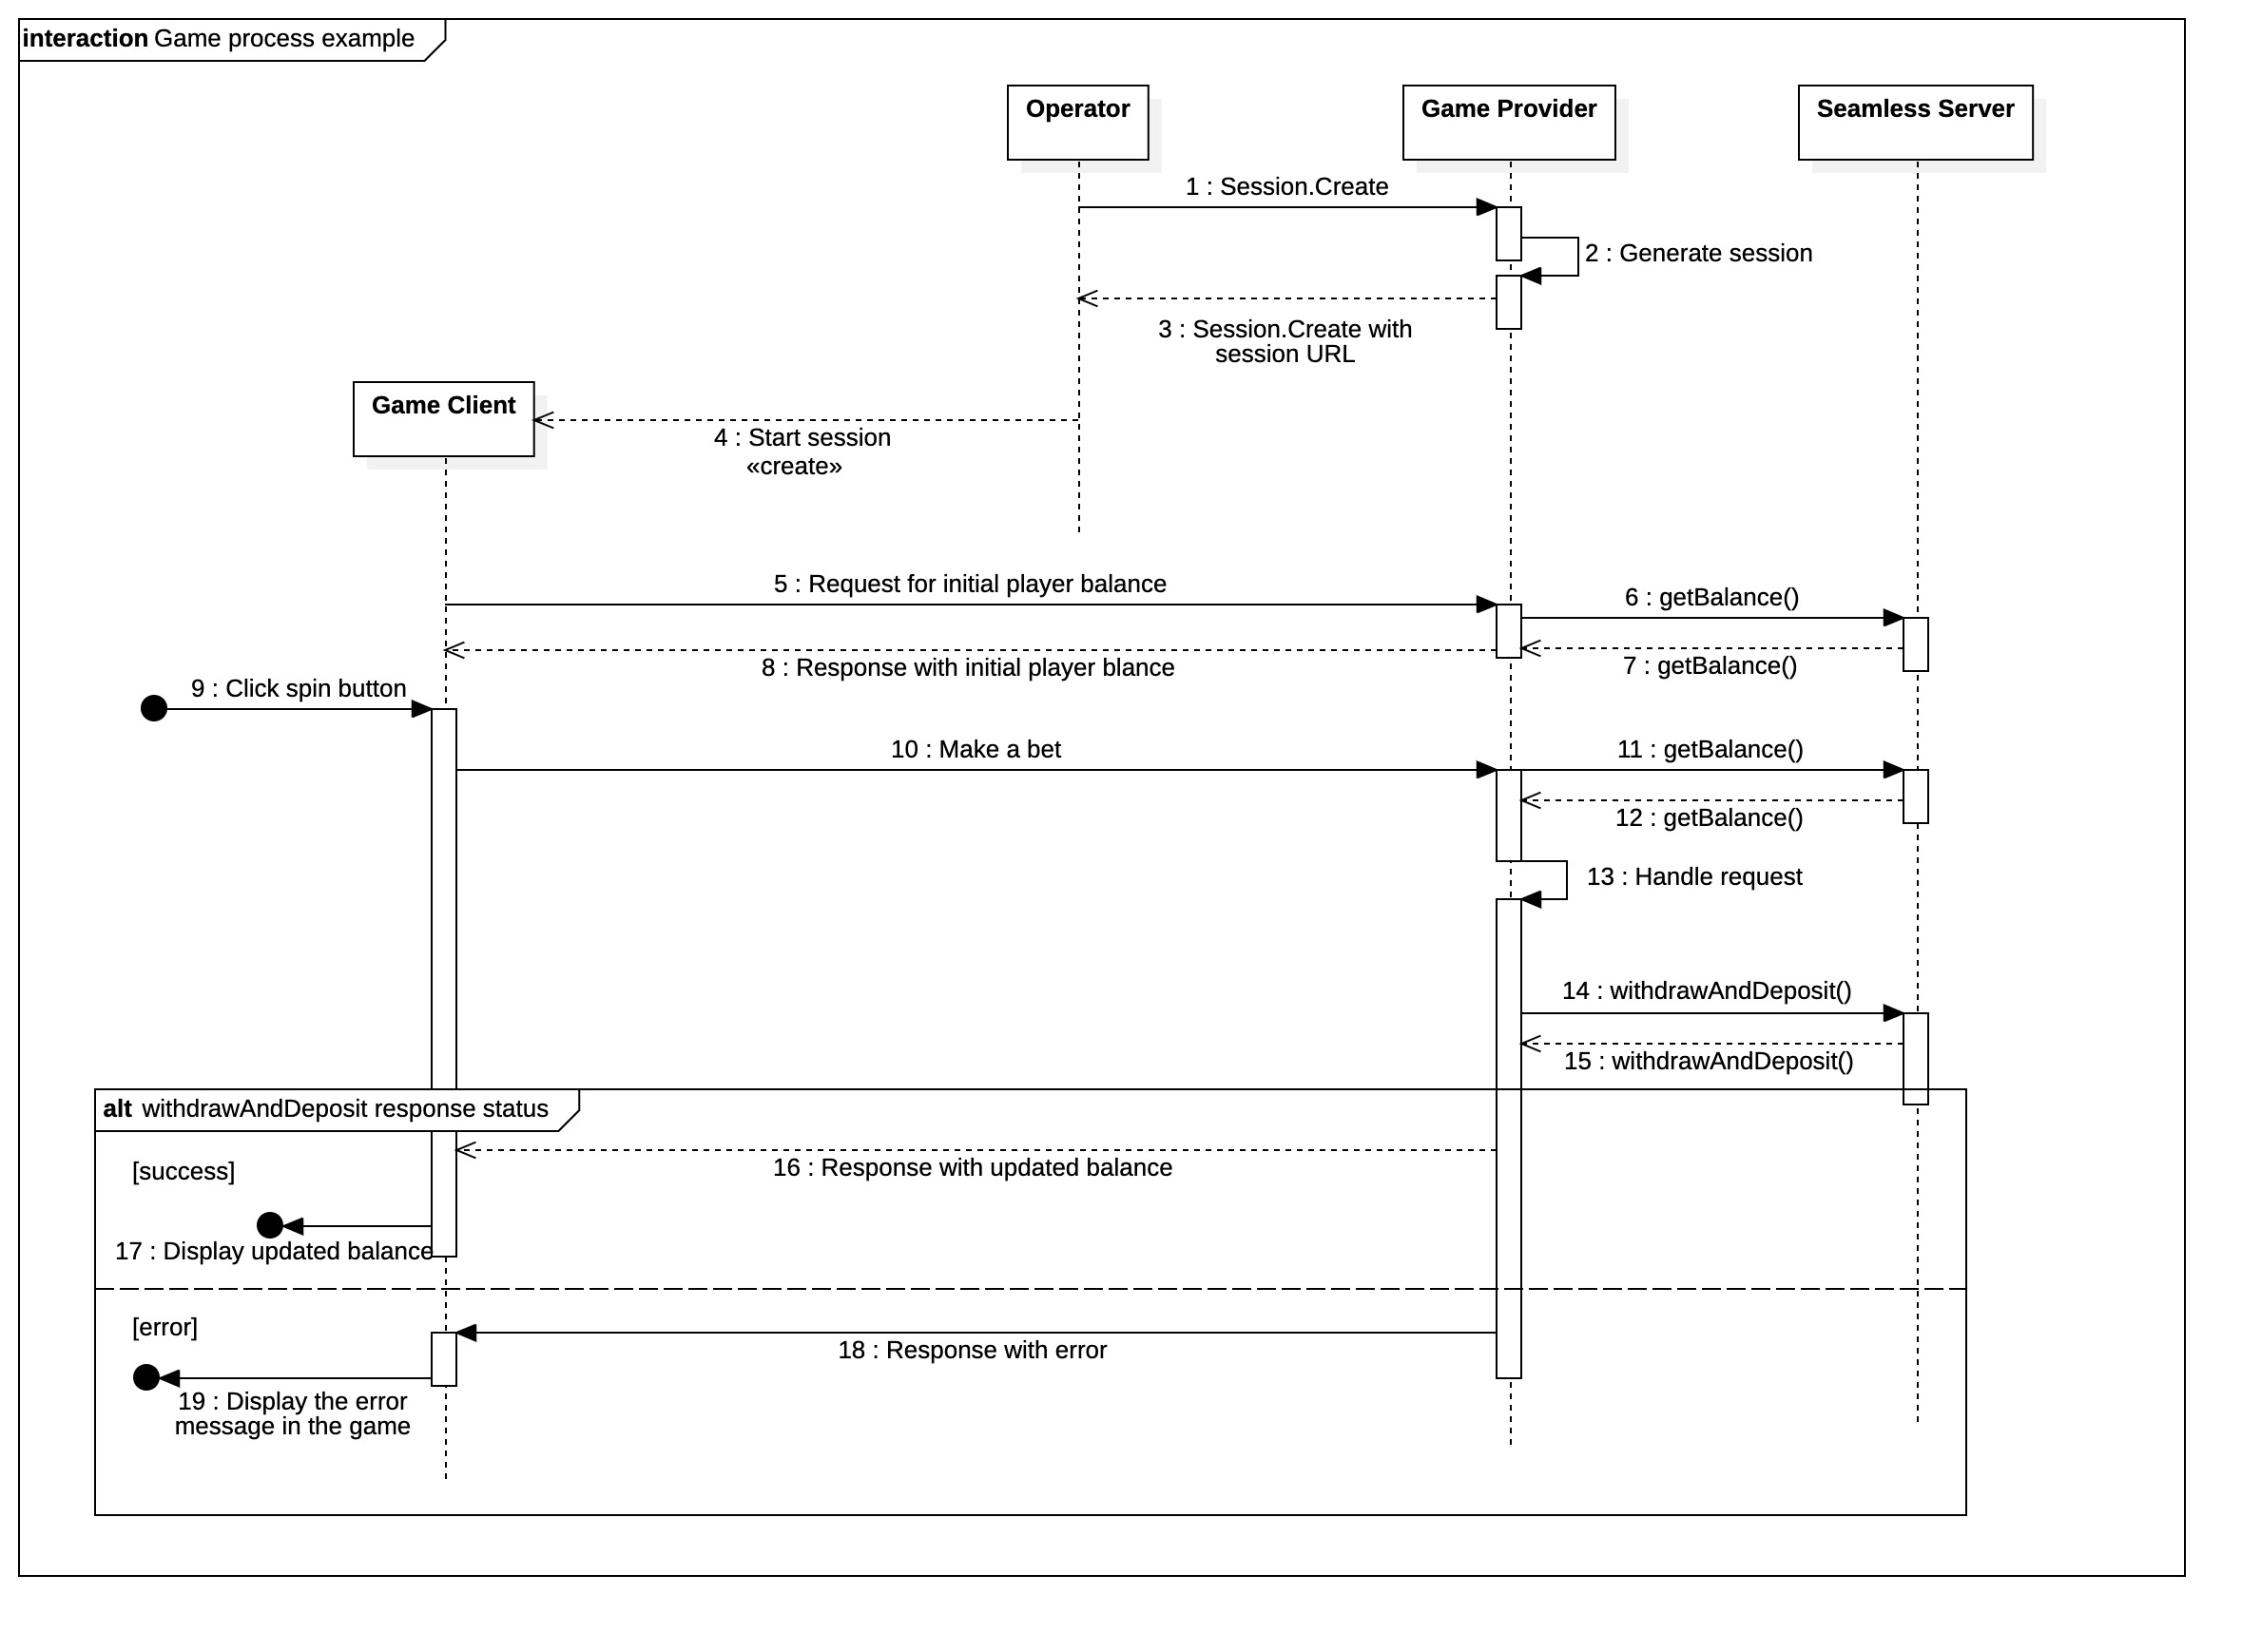 interaction Game process example
Operator
Game Provider
Seamless Server
1 : Session.Create
2 : Generate session
3 : Session.Create with
session URL
Game Client
4 : Start session
«create»
5 : Request for initial player balance
6 : getBalance()
7 : getBalance()
8 : Response with initial player blance
9 : Click spin button
10 : Make a bet
11 : getBalance()
12 : getBalance()
13 : Handle request
14 : withdrawAndDeposit()
15 : withdrawAndDeposit()
alt withdrawAndDeposit response status
16 : Response with updated balance
[success]
17 : Display updated balance
[error]
18 : Response with error
19 : Display the error
message in the game